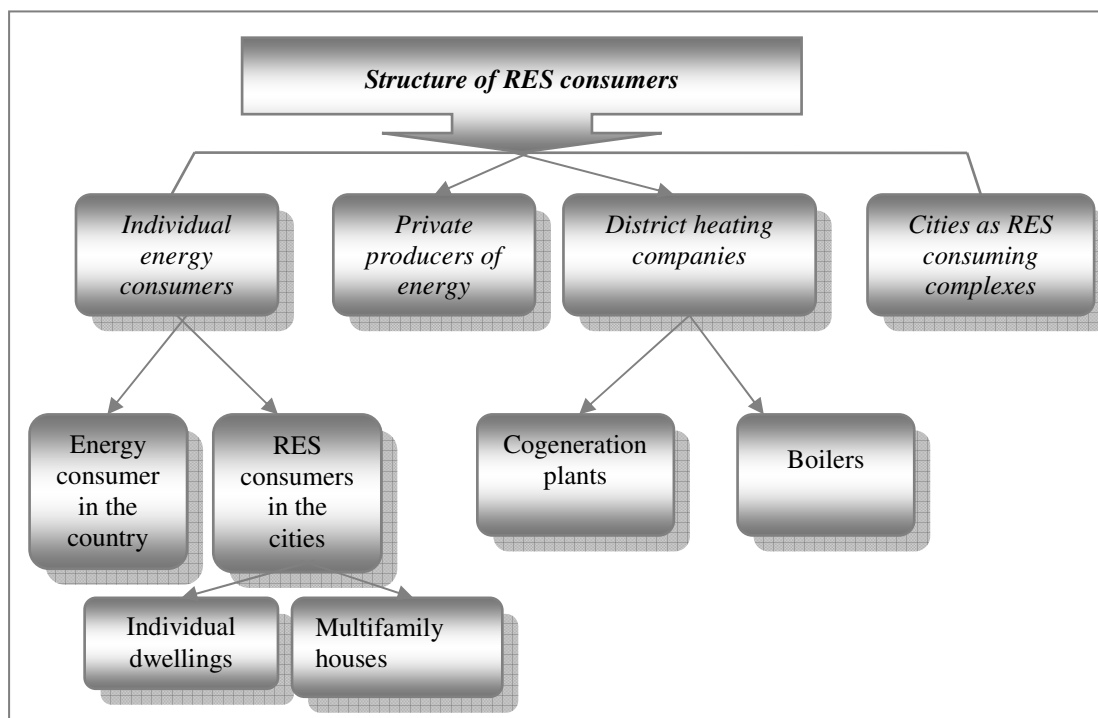 Structure of RES consumers
Individual
energy
consumers
Private
producers of
energy
District heating
companies
Cities as RES
consuming
complexes
Energy
consumer
in the
country
RES
consumers
in the
cities
Cogeneration
plants
Boilers
Individual
dwellings
Multifamily
houses